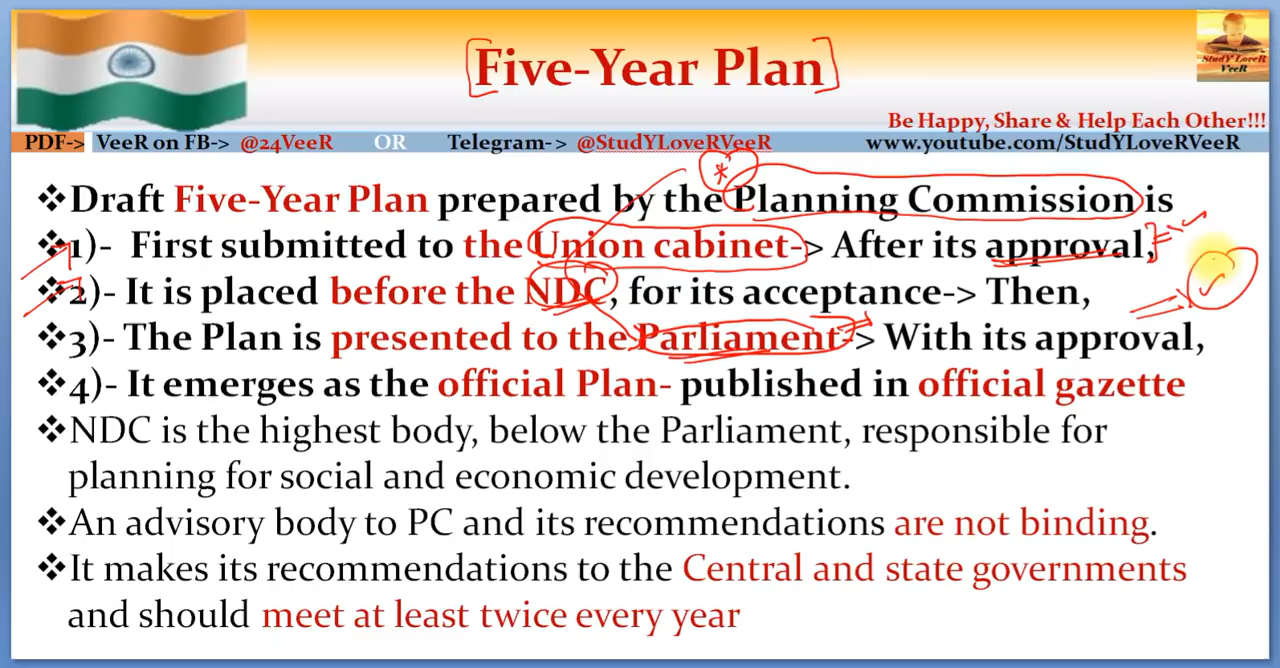 Five-Year Plan
StudY LoveR
VeeR
Be Happy, Share & Help Each Other!!!
PDF-> VeeR on FB-> @24VeeR OR Telegram-> @StudYLoveRVeeR www.youtube.com/StudYLoveRVeeR
❖Draft Five-Year Plan prepared by the Planning Commission is
❖1)- First submitted to the Union cabinet-> After its approval,
❖2)- It is placed before the NDC, for its acceptance-> Then,
❖3)- The Plan is presented to the Parliament-> With its approval,
❖4)- It emerges as the official Plan- published in official gazette
❖NDC is the highest body, below the Parliament, responsible for
planning for social and economic development.
❖An advisory body to PC and its recommendations are not binding.
❖It makes its recommendations to the Central and state governments
and should meet at least twice every year